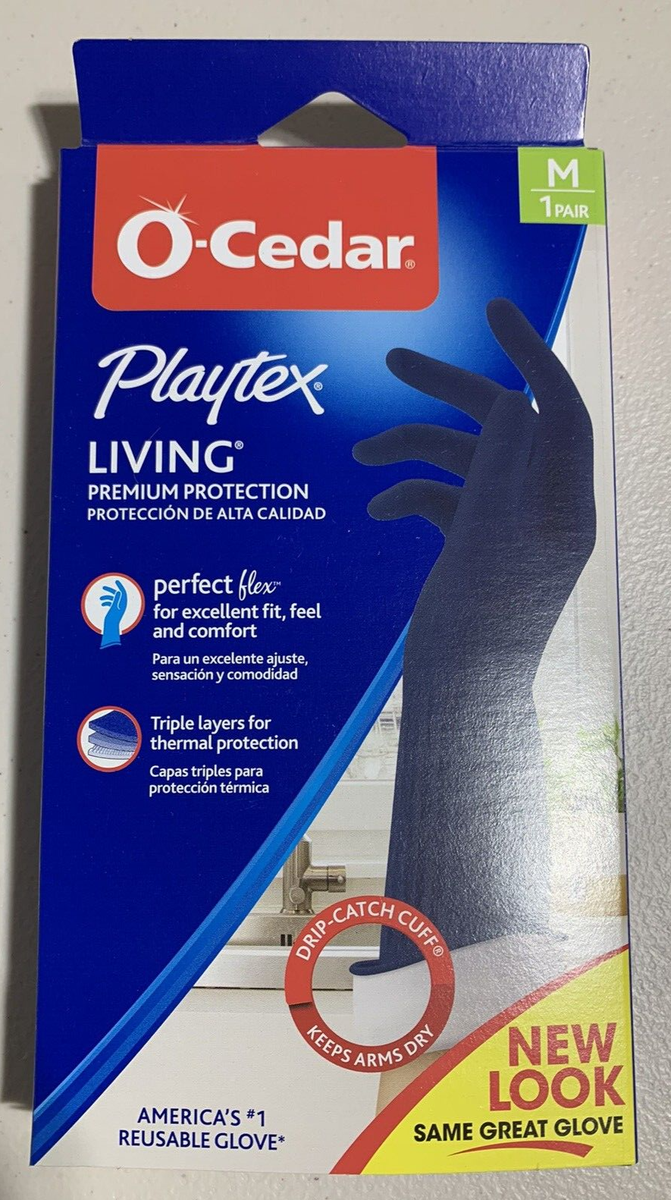 M
1 PAIR
O-Cedar®
Playtex®
LIVING®
PREMIUM PROTECTION
PROTECCIÓN DE ALTA CALIDAD
perfect flex™
for excellent fit, feel
and comfort
Para un excelente ajuste,
sensación y comodidad
Triple layers for
thermal protection
Capas triples para
protección térmica
DRIP-CATCH CUFF®
KEEPS ARMS DRY
AMERICA'S #1
REUSABLE GLOVE*
NEW
LOOK
SAME GREAT GLOVE